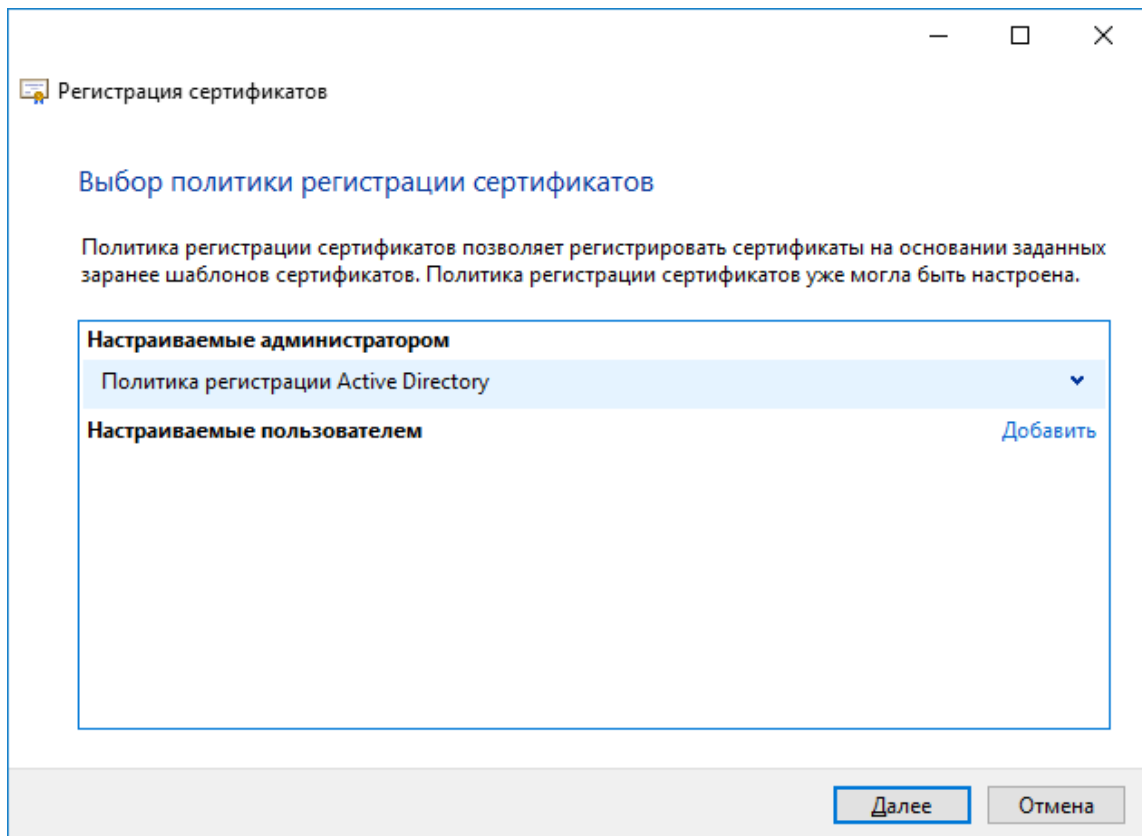 Регистрация сертификатов
Выбор политики регистрации сертификатов
Политика регистрации сертификатов позволяет регистрировать сертификаты на основании заданных
заранее шаблонов сертификатов. Политика регистрации сертификатов уже могла быть настроена.
Настраиваемые администратором
Политика регистрации Active Directory
Настраиваемые пользователем Добавить
Далее Отмена